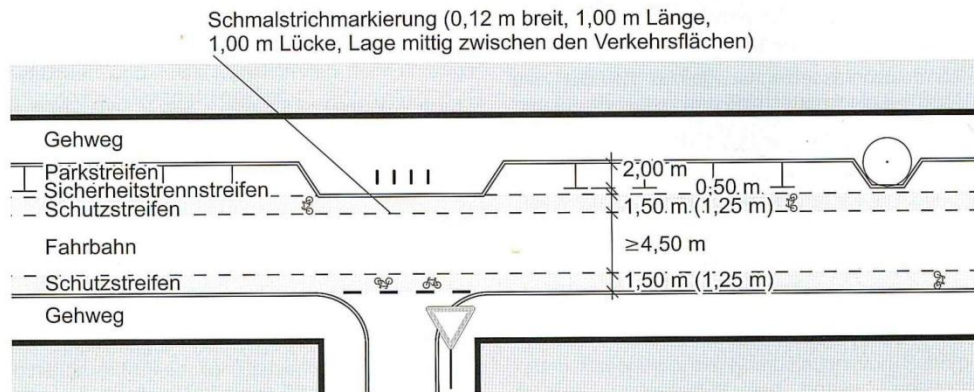 Schmalstrichmarkierung (0,12 m breit, 1,00 m Länge,
1,00 m Lücke, Lage mittig zwischen den Verkehrsflächen)
Gehweg
Parkstreifen
2,00 m
Sicherheitstrennstreifen
0,50 m
Schutzstreifen
1,50 m (1,25 m)
Fahrbahn
≥4,50 m
Schutzstreifen
1,50 m (1,25 m)
Gehweg